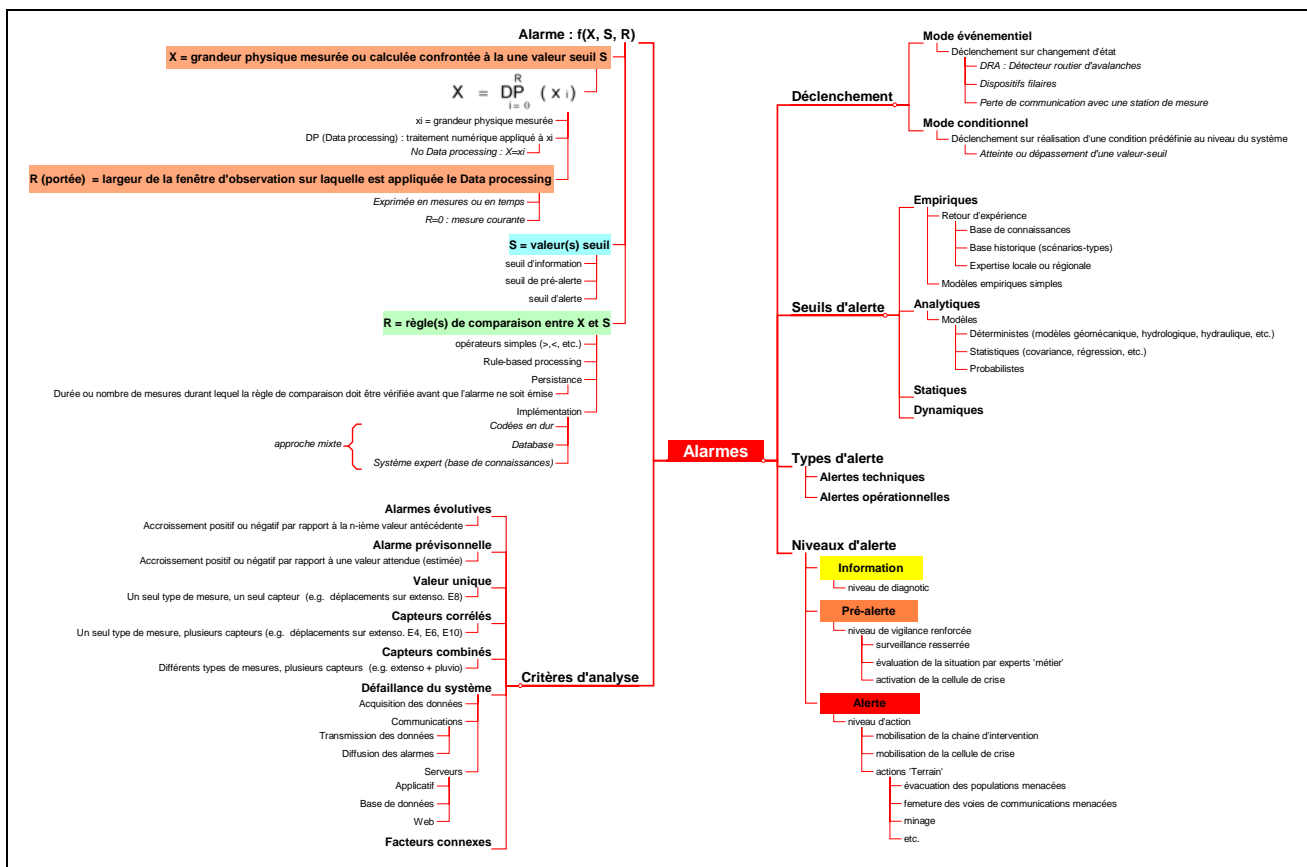 Alarme : f(X, S, R)
X = grandeur physique mesurée ou calculée confrontée à la une valeur seuil S
X = DP (x i)
R
i= 0
xi = grandeur physique mesurée
DP (Data processing) : traitement numérique appliqué à xi
No Data processing : X=xi
R (portée) = largeur de la fenêtre d'observation sur laquelle est appliquée le Data processing
Exprimée en mesures ou en temps
R=0 : mesure courante
S = valeur(s) seuil
seuil d'information
seuil de pré-alerte
seuil d'alerte
R = règle(s) de comparaison entre X et S
opérateurs simples (>,<, etc.)
Rule-based processing
Persistance
Durée ou nombre de mesures durant lequel la règle de comparaison doit être vérifiée avant que l'alarme ne soit émise
Implémentation
Codées en dur
Database
Système expert (base de connaissances)
approche mixte
Alarmes
Critères d'analyse
Alarmes évolutives
Accroissement positif ou négatif par rapport à la n-ième valeur antécédente
Alarme prévisonnelle
Accroissement positif ou négatif par rapport à une valeur attendue (estimée)
Valeur unique
Un seul type de mesure, un seul capteur (e.g. déplacements sur extenso. E8)
Capteurs corrélés
Un seul type de mesure, plusieurs capteurs (e.g. déplacements sur extenso. E4, E6, E10)
Capteurs combinés
Différents types de mesures, plusieurs capteurs (e.g. extenso + pluvio)
Défaillance du système
Acquisition des données
Communications
Transmission des données
Diffusion des alarmes
Serveurs
Applicatif
Base de données
Web
Facteurs connexes
Déclenchement
Mode événementiel
Déclenchement sur changement d'état
DRA : Détecteur routier d'avalanches
Dispositifs filaires
Perte de communication avec une station de mesure
Mode conditionnel
Déclenchement sur réalisation d'une condition prédéfinie au niveau du système
Atteinte ou dépassement d'une valeur-seuil
Seuils d'alerte
Empiriques
Retour d'expérience
Base de connaissances
Base historique (scénarios-types)
Expertise locale ou régionale
Modèles empiriques simples
Analytiques
Modèles
Déterministes (modèles géomécanique, hydrologique, hydraulique, etc.)
Statistiques (covariance, régression, etc.)
Probabilistes
Statiques
Dynamiques
Types d'alerte
Alertes techniques
Alertes opérationnelles
Niveaux d'alerte
Information
niveau de diagnotic
Pré-alerte
niveau de vigilance renforcée
surveillance resserrée
évaluation de la situation par experts 'métier'
activation de la cellule de crise
Alerte
niveau d'action
mobilisation de la chaine d'intervention
mobilisation de la cellule de crise
actions 'Terrain'
évacuation des populations menacées
femeture des voies de communications menacées
minage
etc.